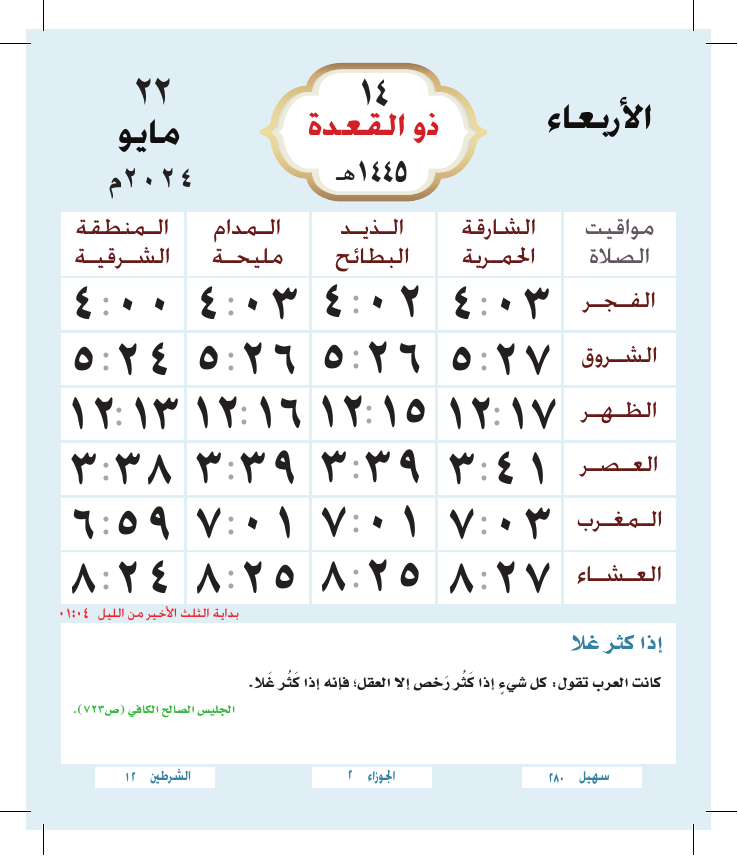 الأربعاء
١٤
ذو القعدة
١٤٤٥هـ
٢٢
مايو
٢٠٢٤م
مواقيت الصلاة | الشارقة الحمرية | الذيد البطائح | المدام مليحة | المنطقة الشرقية
الفجر ٤:٠٣ ٤:٠٢ ٤:٠٣ ٤:٠٠
الشروق ٥:٢٧ ٥:٢٦ ٥:٢٦ ٥:٢٤
الظهر ١٢:١٧ ١٢:١٥ ١٢:١٦ ١٢:١٣
العصر ٣:٤١ ٣:٣٩ ٣:٣٩ ٣:٣٨
المغرب ٧:٠٣ ٧:٠١ ٧:٠١ ٦:٥٩
العشاء ٨:٢٧ ٨:٢٥ ٨:٢٥ ٨:٢٤
بداية الثلث الأخير من الليل ٠١:٠٤
إذا كثر غلا
كانت العرب تقول: كل شيءٍ إذا كَثُر رَخص إلا العقل؛ فإنه إذا كَثُر غَلا.
الجليس الصالح الكافي (ص٧٢٣).
سهيل ٢٨٠
الجوزاء ٢
الشرطين ١٢